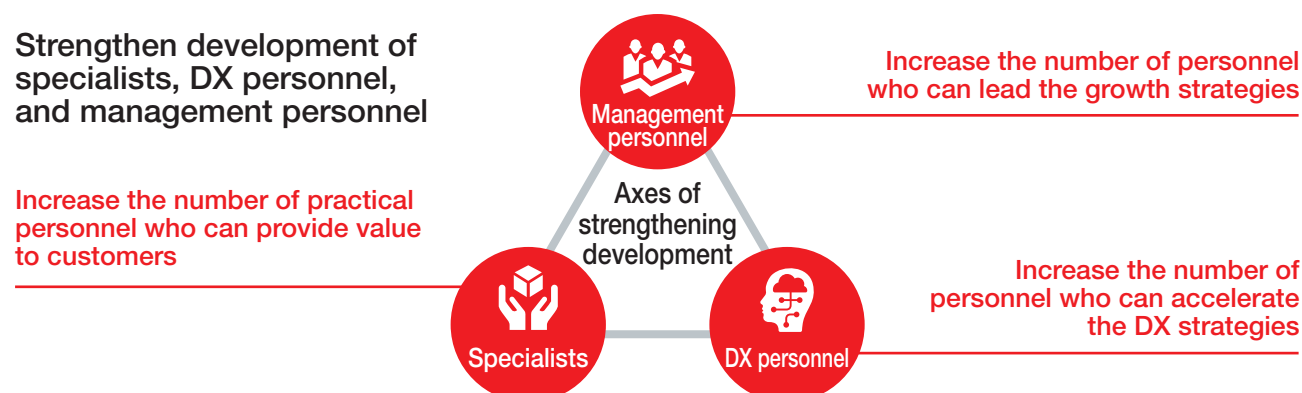 Strengthen development of
specialists, DX personnel,
and management personnel
Management
personnel
Increase the number of personnel
who can lead the growth strategies
Increase the number of practical
personnel who can provide value
to customers
Axes of
strengthening
development
Specialists
DX personnel
Increase the number of
personnel who can accelerate
the DX strategies